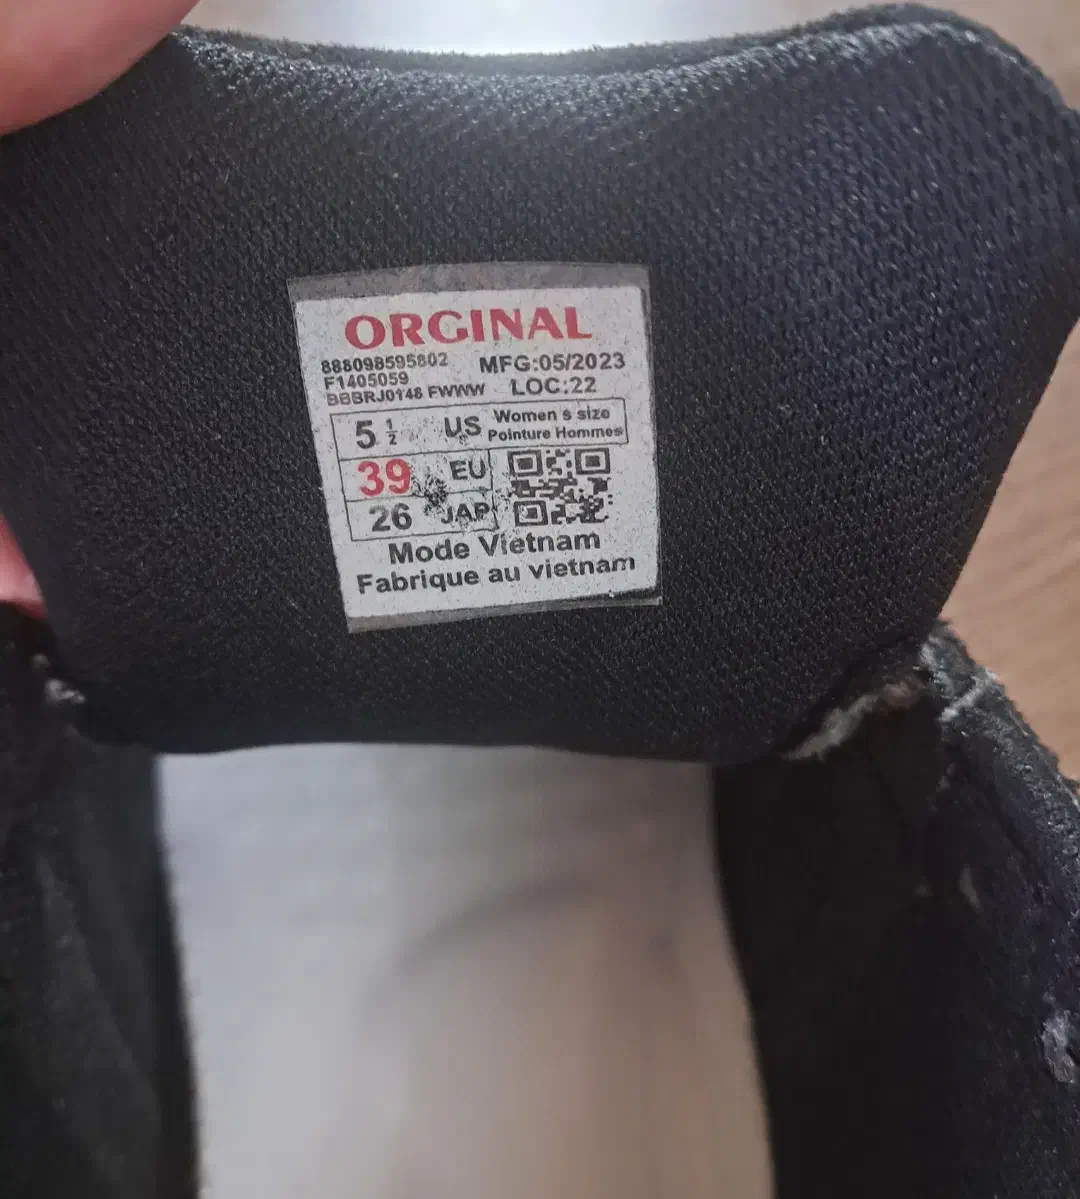 ORGINAL
888098595802 MFG:05/2023
F1405059 LOC:22
BBBRJ0148 FWWW
5 1/2 US Women s size
Pointure Hommes
39 EU
26 JAP
Mode Vietnam
Fabrique au vietnam